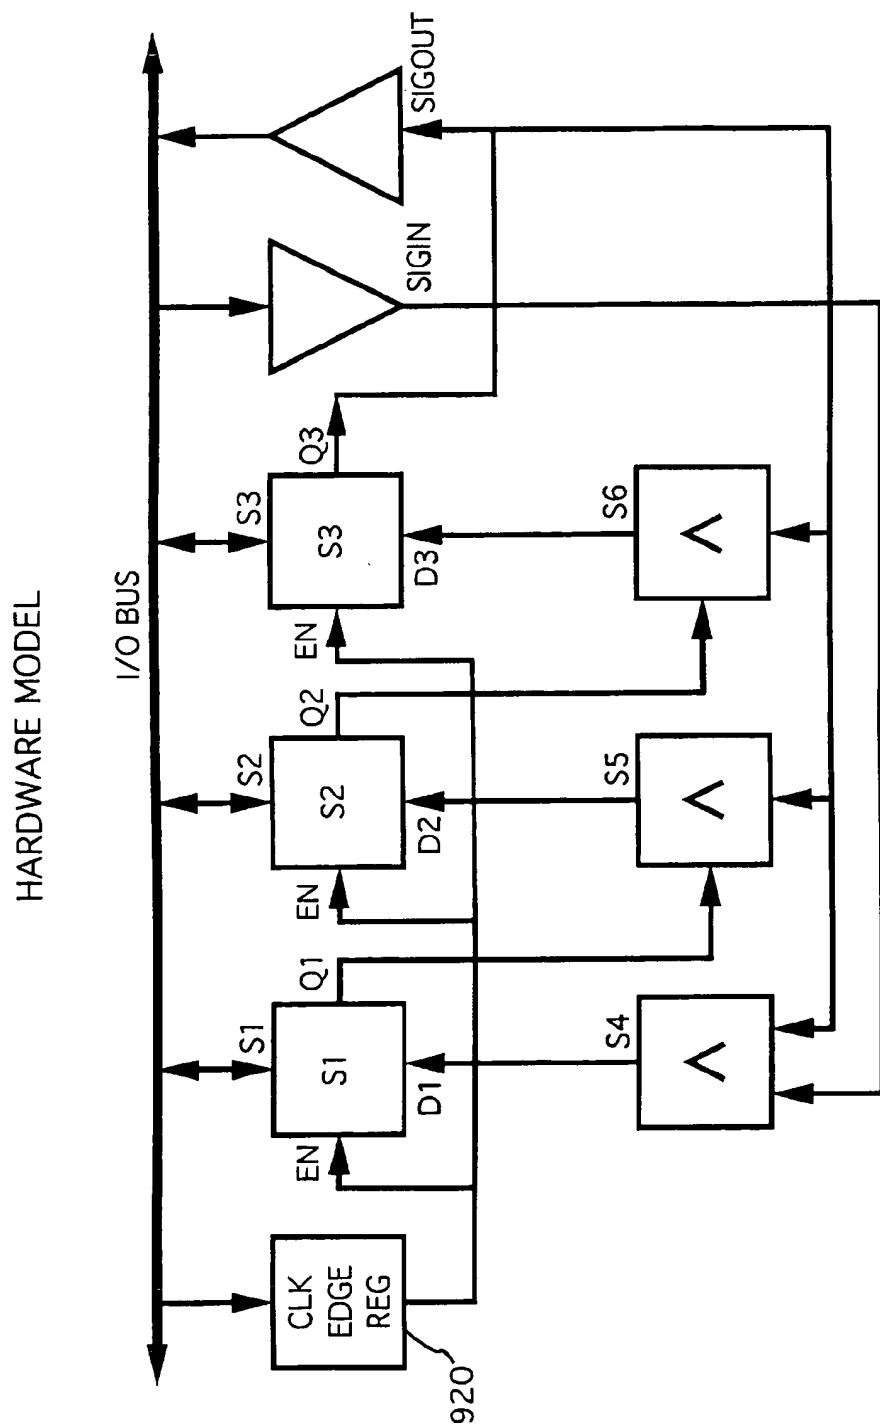 HARDWARE MODEL
I/O BUS
S1
S2
S3
CLK
EDGE
REG
920
EN
S1
Q1
EN
S2
Q2
EN
S3
Q3
SIGIN
SIGOUT
D1
D2
D3
S4
S5
S6